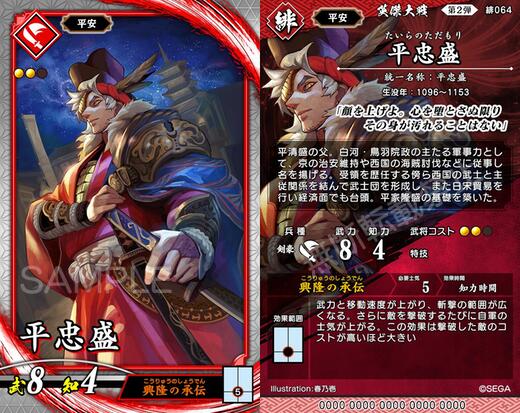 平安
平忠盛
SAMPLE
武8 知4
こうりゅうのしょうでん
興隆の承伝
5
緋
平安
英傑大戦
第2弾
緋064
たいらのただもり
平忠盛
統一名称：平忠盛
生没年：1096～1153
「顔を上げよ。心を堕とさぬ限り
その身が汚れることはない」
平清盛の父。白河・鳥羽院政の主たる軍事力とし
て、京の治安維持や西国の海賊討伐などに従事し
名を揚げる。受領を歴任する傍ら西国の武士と主
従関係を結んで武士団を形成し、また日宋貿易を
行い経済面でも台頭。平家隆盛の基礎を築いた。
兵種 武力 知力 武将コスト
剣豪 8 4 特技
こうりゅうのしょうでん 必要士気 効果時間
興隆の承伝 5 知力時間
効果範囲
武力と移動速度が上がり、斬撃の範囲が
広くなる。さらに敵を撃破するたびに自軍の
士気が上がる。この効果は撃破した敵のコ
ストが高いほど大きい
Illustration：春乃壱
©SEGA
0000-0000-0000-0000-0000